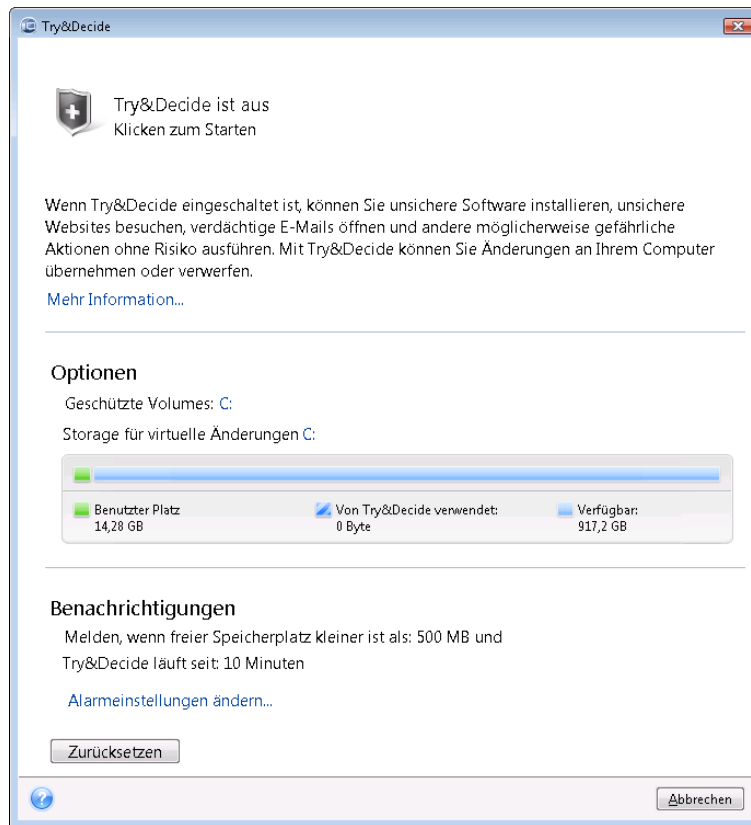 Try&Decide
Try&Decide ist aus
Klicken zum Starten
Wenn Try&Decide eingeschaltet ist, können Sie unsichere Software installieren, unsichere
Websites besuchen, verdächtige E-Mails öffnen und andere möglicherweise gefährliche
Aktionen ohne Risiko ausführen. Mit Try&Decide können Sie Änderungen an Ihrem Computer
übernehmen oder verwerfen.
Mehr Information...
Optionen
Geschützte Volumes: C:
Storage für virtuelle Änderungen C:
Benutzter Platz
14,28 GB
Von Try&Decide verwendet:
0 Byte
Verfügbar:
917,2 GB
Benachrichtigungen
Melden, wenn freier Speicherplatz kleiner ist als: 500 MB und
Try&Decide läuft seit: 10 Minuten
Alarmeinstellungen ändern...
Zurücksetzen
Abbrechen